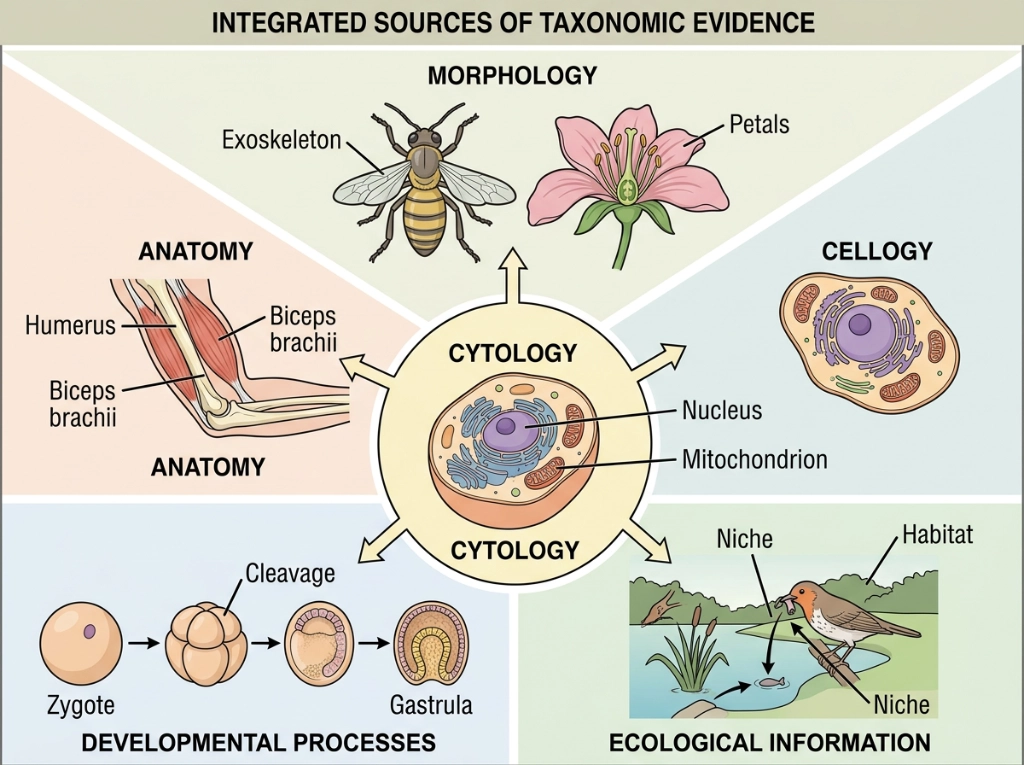 INTEGRATED SOURCES OF TAXONOMIC EVIDENCE
MORPHOLOGY
Exoskeleton
Petals
ANATOMY
Humerus
Biceps
brachii
Biceps
brachii
ANATOMY
CELLOGY
CYTOLOGY
Nucleus
Mitochondrion
CYTOLOGY
Cleavage
Zygote
Gastrula
DEVELOPMENTAL PROCESSES
Niche
Habitat
Niche
ECOLOGICAL INFORMATION